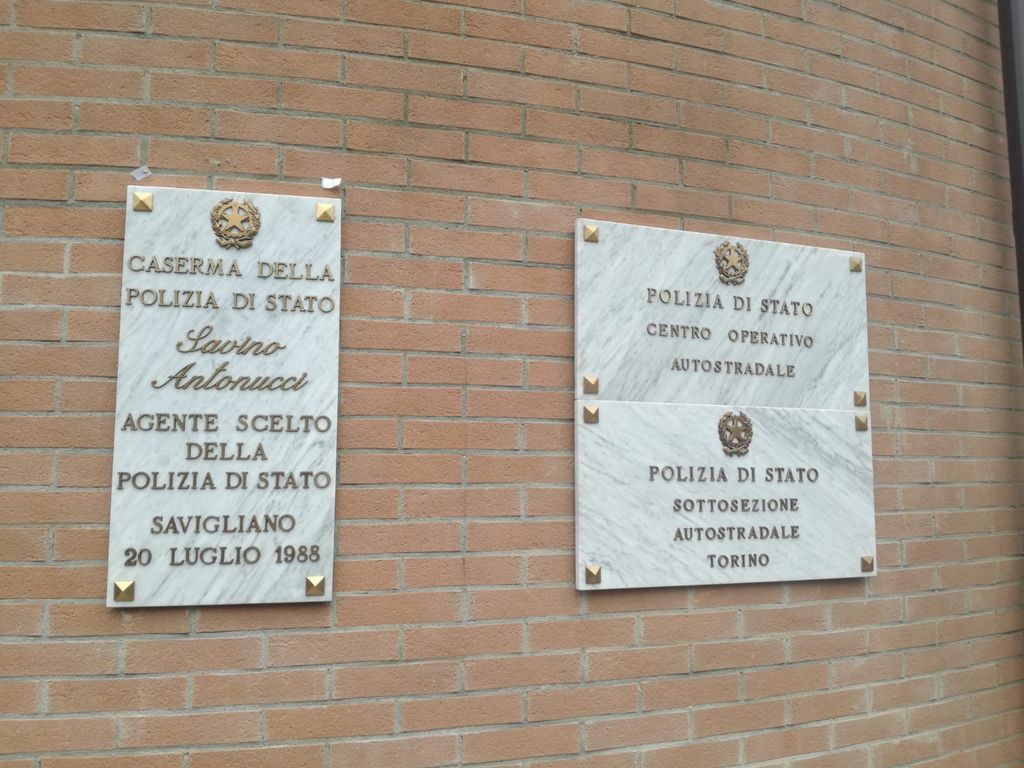 CASERMA DELLA
POLIZIA DI STATO
Savino
Antonucci
AGENTE SCELTO
DELLA
POLIZIA DI STATO
SAVIGLIANO
20 LUGLIO 1988
POLIZIA DI STATO
CENTRO OPERATIVO
AUTOSTRADALE
POLIZIA DI STATO
SOTTOSEZIONE
AUTOSTRADALE
TORINO